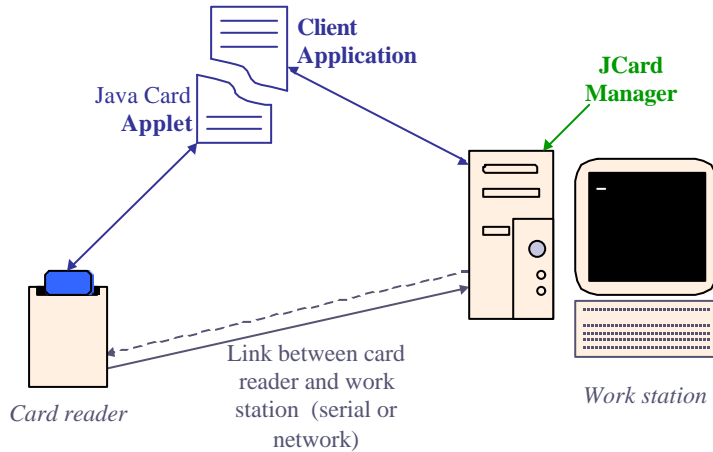 Client
Application
JCard
Manager
Java Card
Applet
Link between card
reader and work
station (serial or
network)
Card reader
Work station